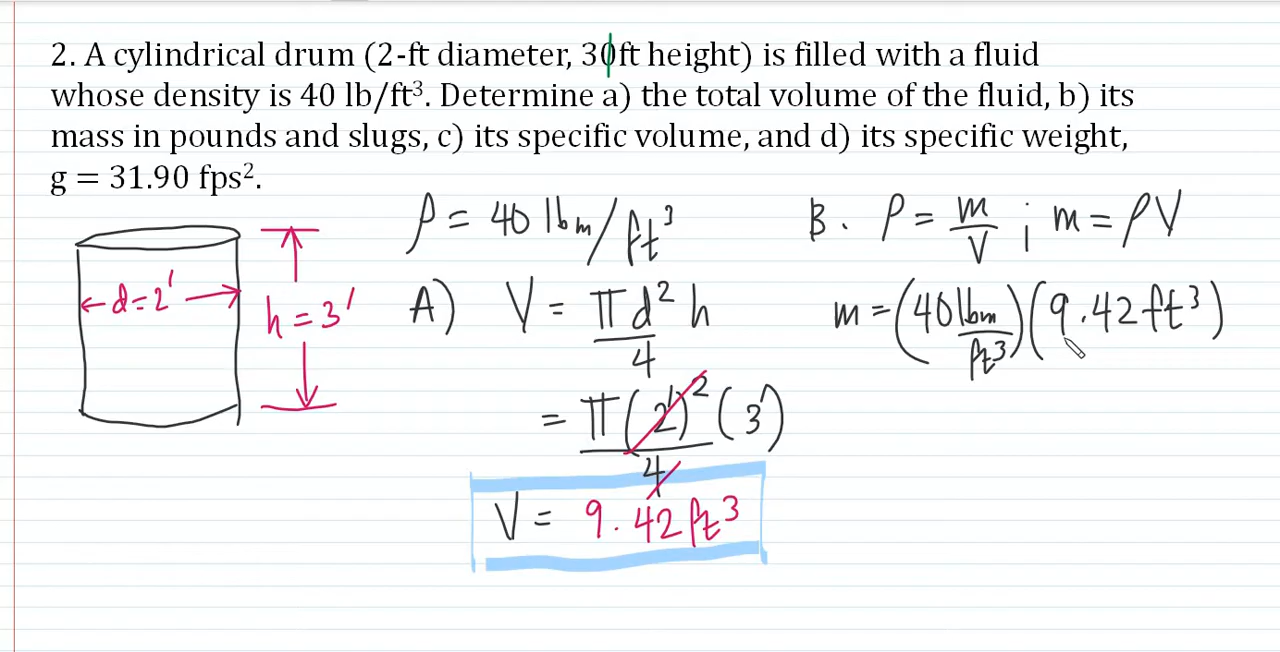 2. A cylindrical drum (2-ft diameter, 30ft height) is filled with a fluid
whose density is 40 lb/ft³. Determine a) the total volume of the fluid, b) its
mass in pounds and slugs, c) its specific volume, and d) its specific weight,
g = 31.90 fps².
d=2'
h=3'
ρ = 40 lbm/ft³
A) V = πd²h/4
= π(2')²(3')/4
V = 9.42 ft³
B. ρ = m/V ; m = ρV
m = (40 lbm/ft³)(9.42 ft³)